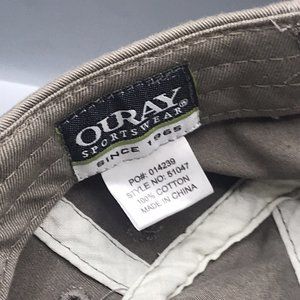 OURAY®
SPORTSWEAR
SINCE 1965
PO#: 014239
STYLE NO: 51047
100% COTTON
MADE IN CHINA